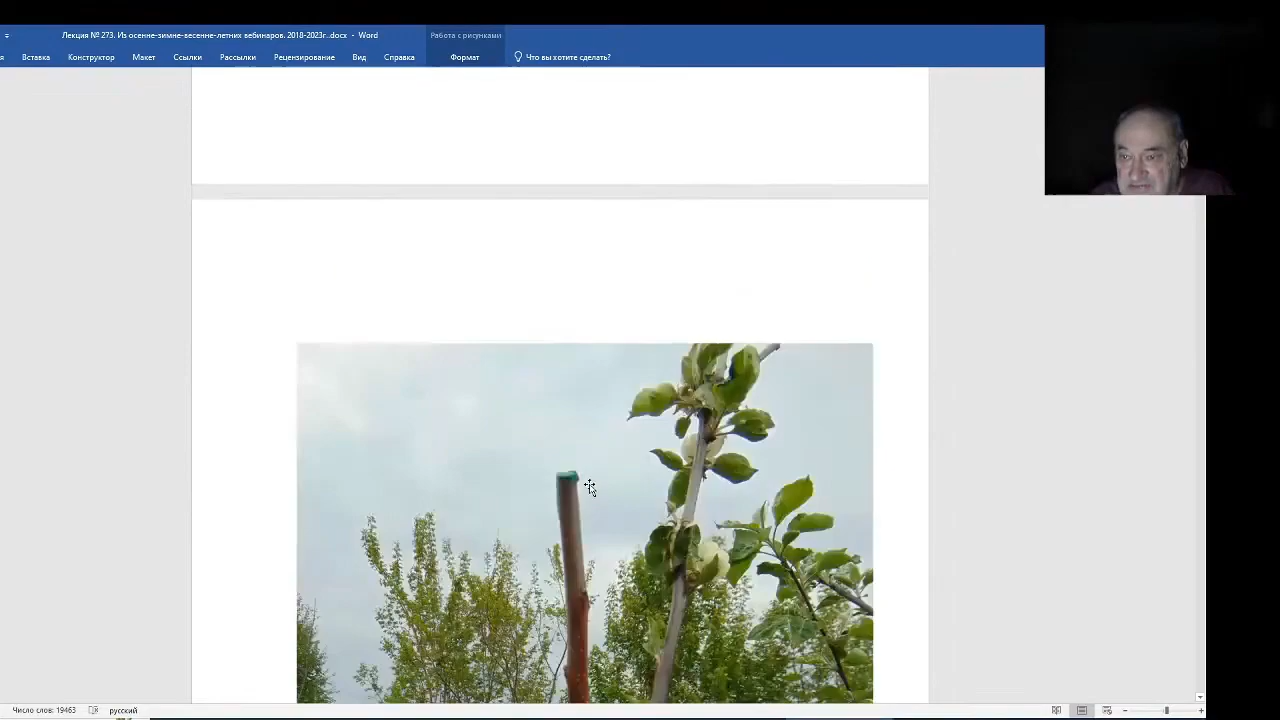 Лекция № 273. Из осенне-зимне-весенне-летних вебинаров. 2018-2023г..docx - Word
Работа с рисунками
я Вставка Конструктор Макет Ссылки Рассылки Рецензирование Вид Справка Формат Что вы хотите сделать?
Число слов: 19463 русский